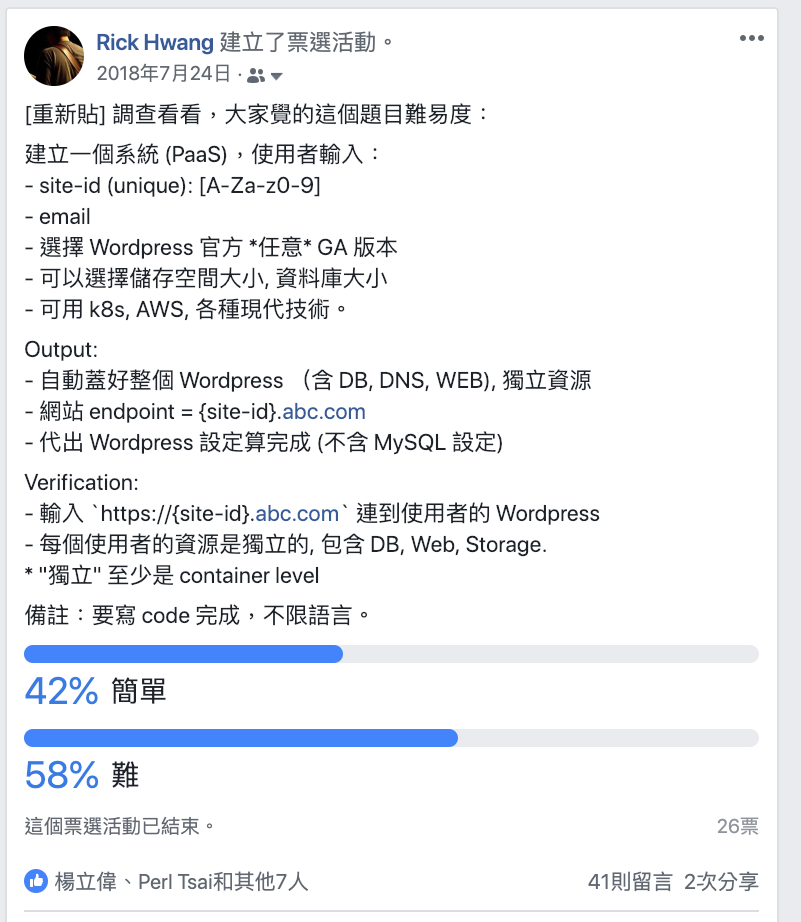 Rick Hwang 建立了票選活動。
2018年7月24日 ·
[重新貼] 調查看看，大家覺的這個題目難易度：
建立一個系統 (PaaS)，使用者輸入：
- site-id (unique): [A-Za-z0-9]
- email
- 選擇 Wordpress 官方 *任意* GA 版本
- 可以選擇儲存空間大小, 資料庫大小
- 可用 k8s, AWS, 各種現代技術。
Output:
- 自動蓋好整個 Wordpress （含 DB, DNS, WEB), 獨立資源
- 網站 endpoint = {site-id}.abc.com
- 代出 Wordpress 設定算完成 (不含 MySQL 設定)
Verification:
- 輸入 `https://{site-id}.abc.com` 連到使用者的 Wordpress
- 每個使用者的資源是獨立的, 包含 DB, Web, Storage.
* "獨立" 至少是 container level
備註：要寫 code 完成，不限語言。
42% 簡單
58% 難
這個票選活動已結束。 26票
楊立偉、Perl Tsai和其他7人 41則留言 2次分享